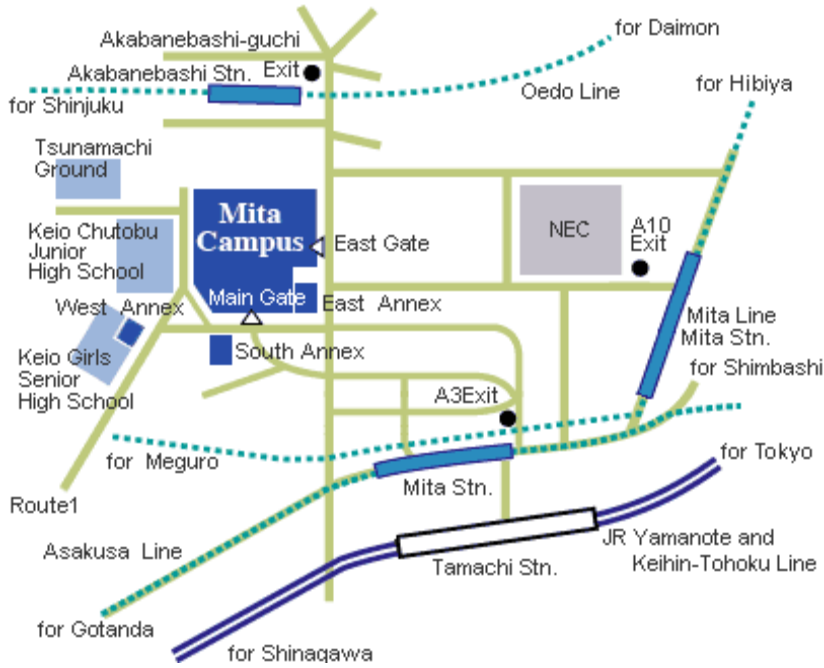 for Daimon
Akabanebashi-guchi
Akabanebashi Stn.
Exit
for Hibiya
for Shinjuku
Oedo Line
Tsunamachi
Ground
Mita
Campus
NEC
A10
Exit
Keio Chutobu
Junior
High School
East Gate
Main Gate
East Annex
West Annex
Mita Line
Mita Stn.
South Annex
Keio Girls
Senior
High School
for Shimbashi
A3Exit
for Meguro
for Tokyo
Mita Stn.
Route1
Asakusa Line
JR Yamanote and
Keihin-Tohoku Line
Tamachi Stn.
for Gotanda
for Shinagawa